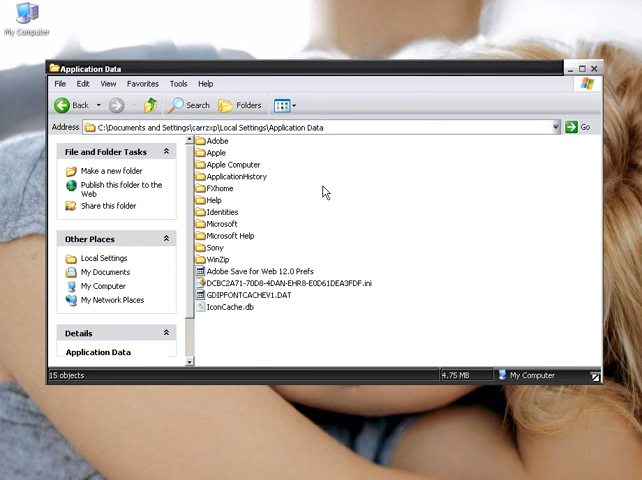 My Computer
Application Data
File Edit View Favorites Tools Help
Back Search Folders
Address C:\Documents and Settings\carrzxp\Local Settings\Application Data Go
File and Folder Tasks
Make a new folder
Publish this folder to the
Web
Share this folder
Other Places
Local Settings
My Documents
My Computer
My Network Places
Details
Application Data
Adobe
Apple
Apple Computer
ApplicationHistory
FXhome
Help
Identities
Microsoft
Microsoft Help
Sony
WinZip
Adobe Save for Web 12.0 Prefs
DCBC2A71-70D8-4DAN-EHR8-E0D61DEA3FDF.ini
GDIPFONTCACHEV1.DAT
IconCache.db
15 objects
4.75 MB
My Computer